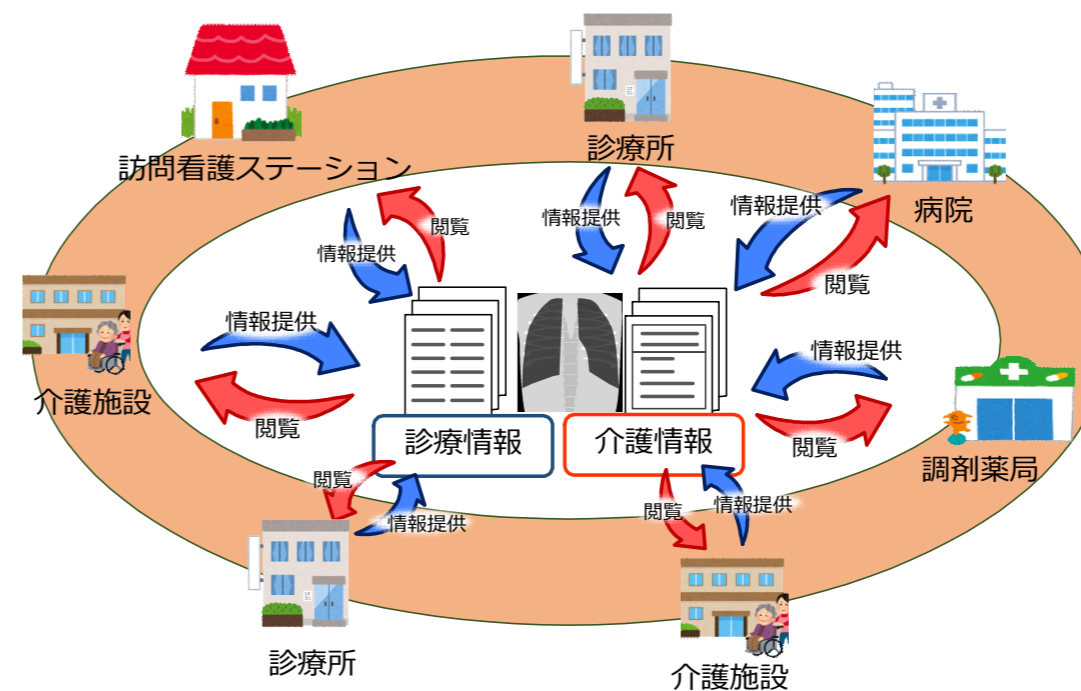 診療所
訪問看護ステーション
病院
情報提供
閲覧
情報提供
閲覧
情報提供
閲覧
介護施設
情報提供
閲覧
情報提供
閲覧
調剤薬局
診療情報
介護情報
閲覧
情報提供
閲覧
情報提供
診療所
介護施設